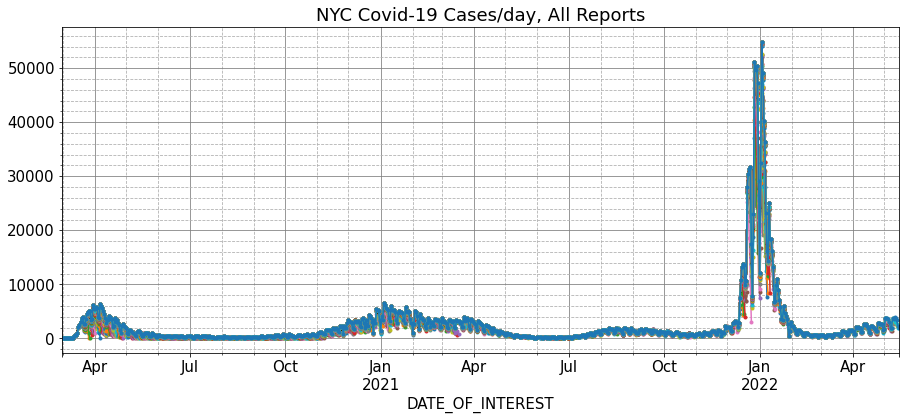 NYC Covid-19 Cases/day, All Reports
50000
40000
30000
20000
10000
0
Apr Jul Oct Jan Apr Jul Oct Jan Apr
2021 2022
DATE_OF_INTEREST